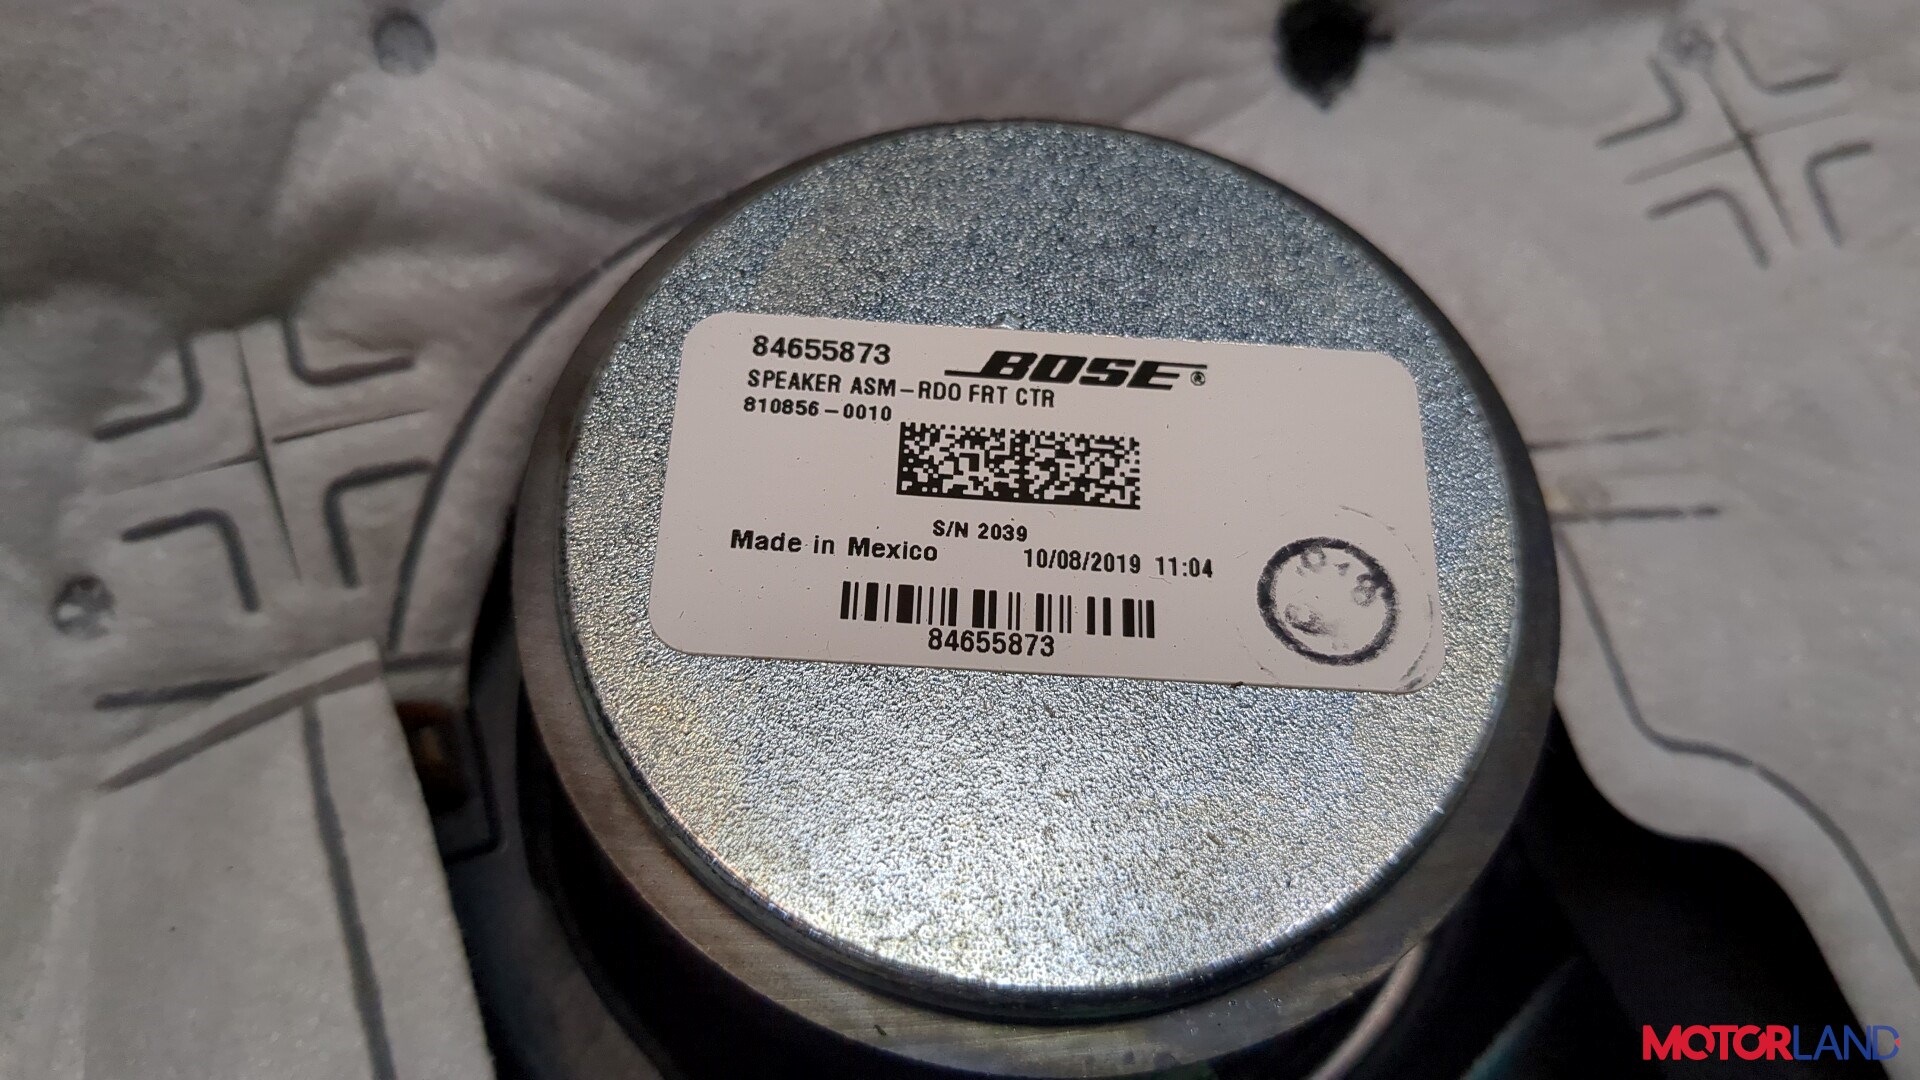 84655873
BOSE®
SPEAKER ASM-RDO FRT CTR
810856-0010
S/N 2039
Made in Mexico
10/08/2019 11:04
84655873
MOTORLAND